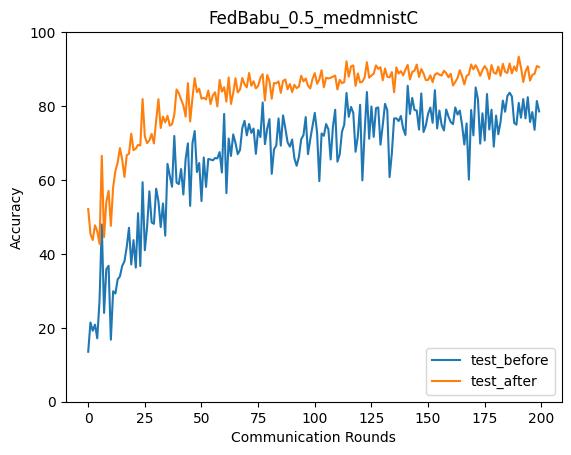 FedBabu_0.5_medmnistC
Accuracy
100
80
60
40
20
0
0 25 50 75 100 125 150 175 200
Communication Rounds
test_before
test_after